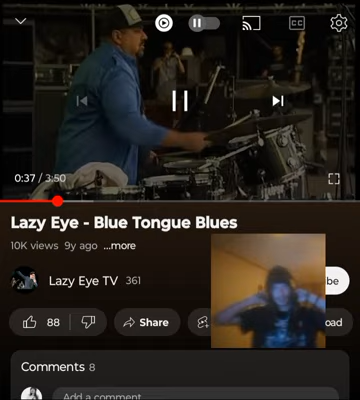 CC
0:37 / 3:50
Lazy Eye - Blue Tongue Blues
10K views 9y ago ...more
Lazy Eye TV 361
be
88 Share oad
Comments 8
Add a comment...